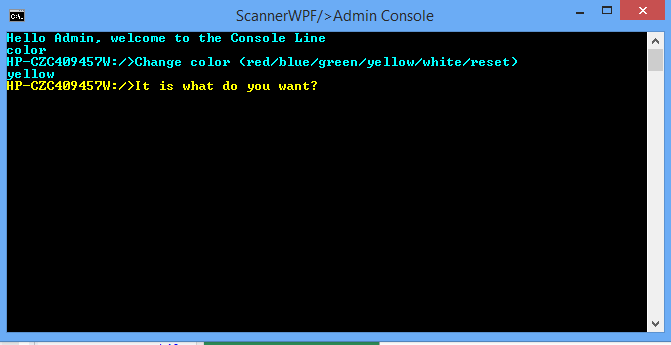 ScannerWPF/>Admin Console
Hello Admin, welcome to the Console Line
color
HP-CZC409457W:/>Change color (red/blue/green/yellow/white/reset)
yellow
HP-CZC409457W:/>It is what do you want?